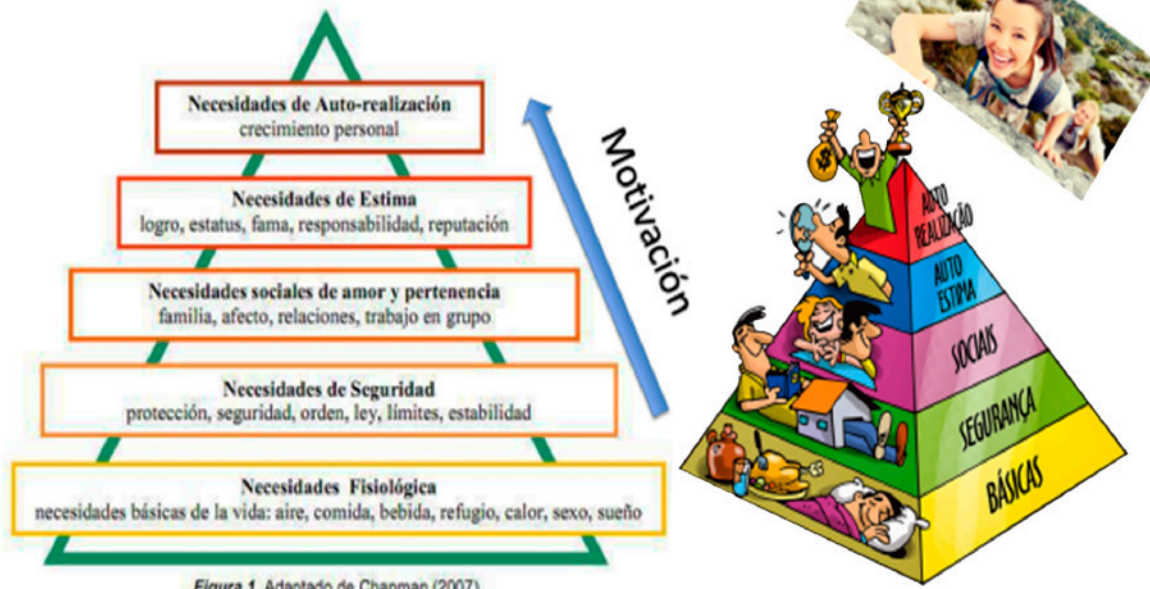 Necesidades de Auto-realización
crecimiento personal
Necesidades de Estima
logro, estatus, fama, responsabilidad, reputación
Necesidades sociales de amor y pertenencia
familia, afecto, relaciones, trabajo en grupo
Necesidades de Seguridad
protección, seguridad, orden, ley, límites, estabilidad
Necesidades Fisiológica
necesidades básicas de la vida: aire, comida, bebida, refugio, calor, sexo, sueño
Figura 1. Adaptado de Chapman (2007)
Motivación
$
AUTO
REALIZAÇÃO
AUTO
ESTIMA
SOCIAIS
SEGURANÇA
BÁSICAS